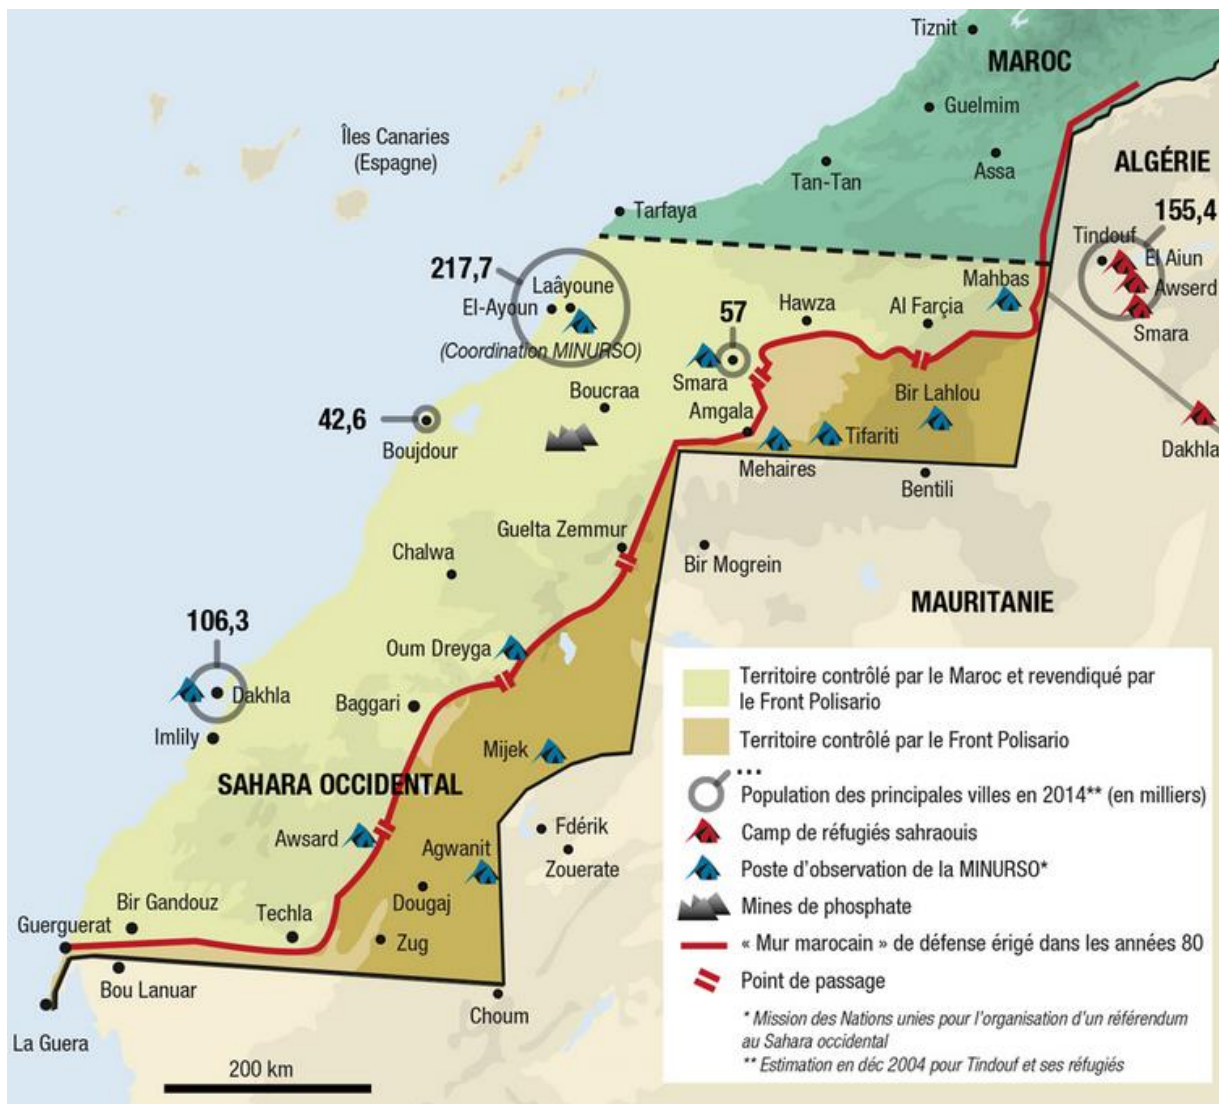 Tiznit
MAROC
Guelmim
Îles Canaries
(Espagne)
Assa
ALGÉRIE
Tan-Tan
155,4
Tarfaya
Tindouf
El Aiun
217,7
Mahbas
Awserd
Laâyoune
El-Ayoun
Hawza
Al Farçia
57
Smara
(Coordination MINURSO)
Smara
Boucraa
Bir Lahlou
42,6
Amgala
Tifariti
Boujdour
Dakhla
Mehaires
Bentili
Guelta Zemmur
Chalwa
Bir Mogrein
MAURITANIE
106,3
Oum Dreyga
Dakhla
Baggari
Imlily
Mijek
SAHARA OCCIDENTAL
Awsard
Agwanit
Fdérik
Zouerate
Bir Gandouz
Dougaj
Guerguerat
Techla
Zug
Bou Lanuar
Choum
La Guera
200 km
Territoire contrôlé par le Maroc et revendiqué par
le Front Polisario
Territoire contrôlé par le Front Polisario
...
Population des principales villes en 2014** (en milliers)
Camp de réfugiés sahraouis
Poste d'observation de la MINURSO*
Mines de phosphate
« Mur marocain » de défense érigé dans les années 80
Point de passage
* Mission des Nations unies pour l'organisation d'un référendum
au Sahara occidental
** Estimation en déc 2004 pour Tindouf et ses réfugiés